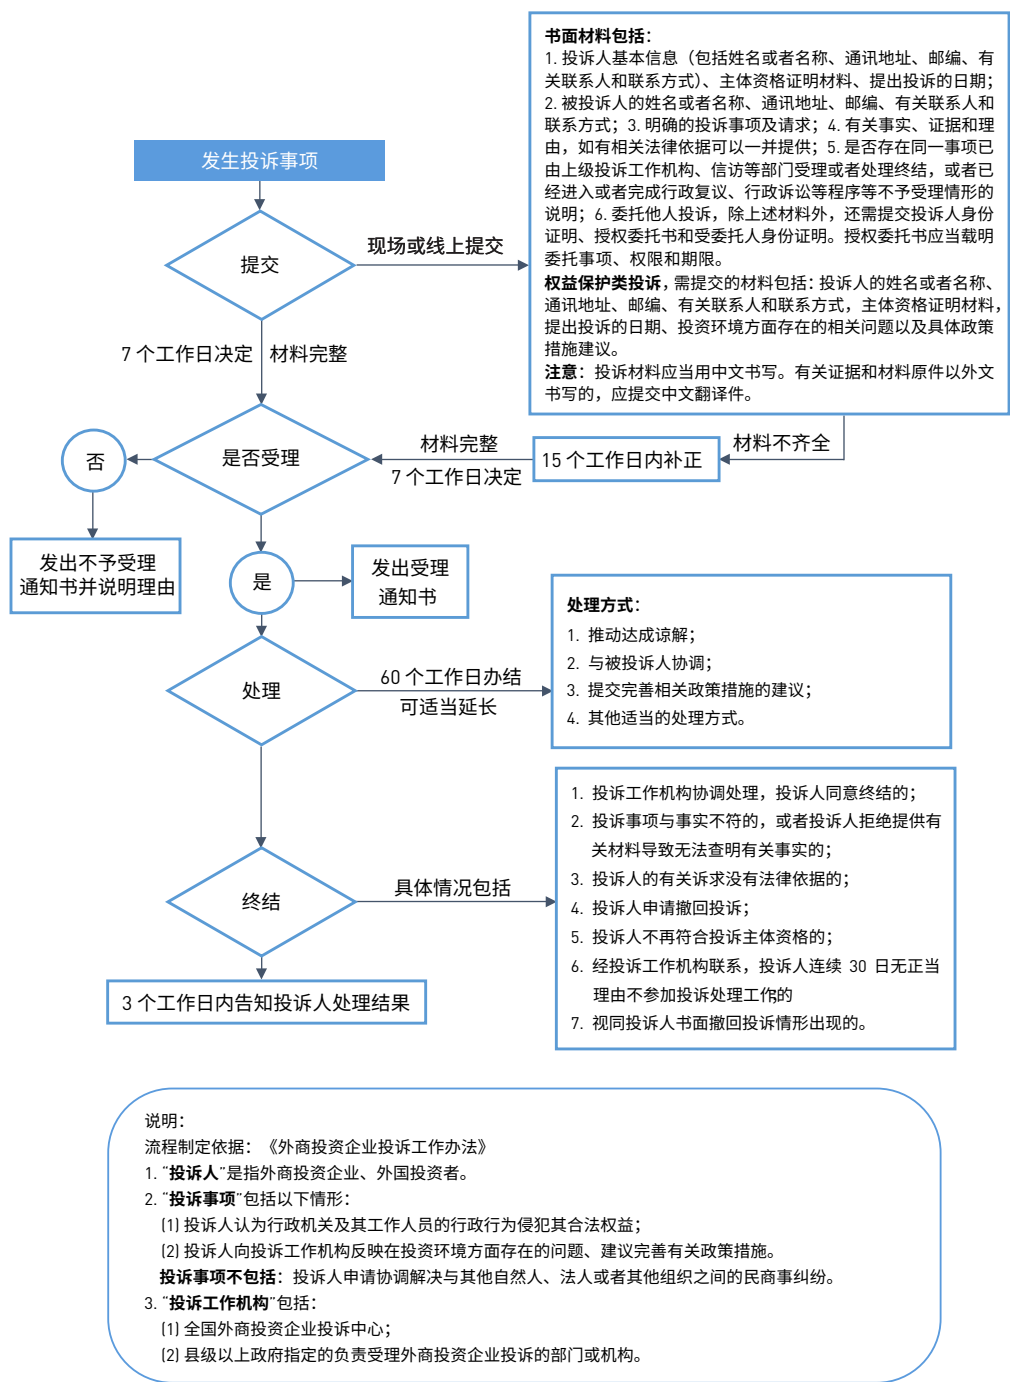 书面材料包括：
1. 投诉人基本信息（包括姓名或者名称、通讯地址、邮编、有
关联系人和联系方式）、主体资格证明材料、提出投诉的日期；
2. 被投诉人的姓名或者名称、通讯地址、邮编、有关联系人和
联系方式；3. 明确的投诉事项及请求；4. 有关事实、证据和理
由，如有相关法律依据可以一并提供；5. 是否存在同一事项已
由上级投诉工作机构、信访等部门受理或者处理终结，或者已
经进入或者完成行政复议、行政诉讼等程序等不予受理情形的
说明；6. 委托他人投诉，除上述材料外，还需提交投诉人身份
证明、授权委托书和受委托人身份证明。授权委托书应当载明
委托事项、权限和期限。
权益保护类投诉，需提交的材料包括：投诉人的姓名或者名称、
通讯地址、邮编、有关联系人和联系方式，主体资格证明材料，
提出投诉的日期、投资环境方面存在的相关问题以及具体政策
措施建议。
注意：投诉材料应当用中文书写。有关证据和材料原件以外文
书写的，应提交中文翻译件。
发生投诉事项
提交
现场或线上提交
7 个工作日决定
材料完整
否
是否受理
材料完整
7 个工作日决定
15 个工作日内补正
材料不齐全
发出不予受理
通知书并说明理由
是
发出受理
通知书
处理
60 个工作日办结
可适当延长
处理方式：
1. 推动达成谅解；
2. 与被投诉人协调；
3. 提交完善相关政策措施的建议；
4. 其他适当的处理方式。
终结
具体情况包括
1. 投诉工作机构协调处理，投诉人同意终结的；
2. 投诉事项与事实不符的，或者投诉人拒绝提供有
关材料导致无法查明有关事实的；
3. 投诉人的有关诉求没有法律依据的；
4. 投诉人申请撤回投诉；
5. 投诉人不再符合投诉主体资格的；
6. 经投诉工作机构联系，投诉人连续 30 日无正当
理由不参加投诉处理工作的；
7. 视同投诉人书面撤回投诉情形出现的。
3 个工作日内告知投诉人处理结果
说明：
流程制定依据：《外商投资企业投诉工作办法》
1. “投诉人”是指外商投资企业、外国投资者。
2. “投诉事项”包括以下情形：
(1) 投诉人认为行政机关及其工作人员的行政行为侵犯其合法权益；
(2) 投诉人向投诉工作机构反映在投资环境方面存在的问题、建议完善有关政策措施。
投诉事项不包括：投诉人申请协调解决与其他自然人、法人或者其他组织之间的民商事纠纷。
3. “投诉工作机构”包括：
(1) 全国外商投资企业投诉中心；
(2) 县级以上政府指定的负责受理外商投资企业投诉的部门或机构。